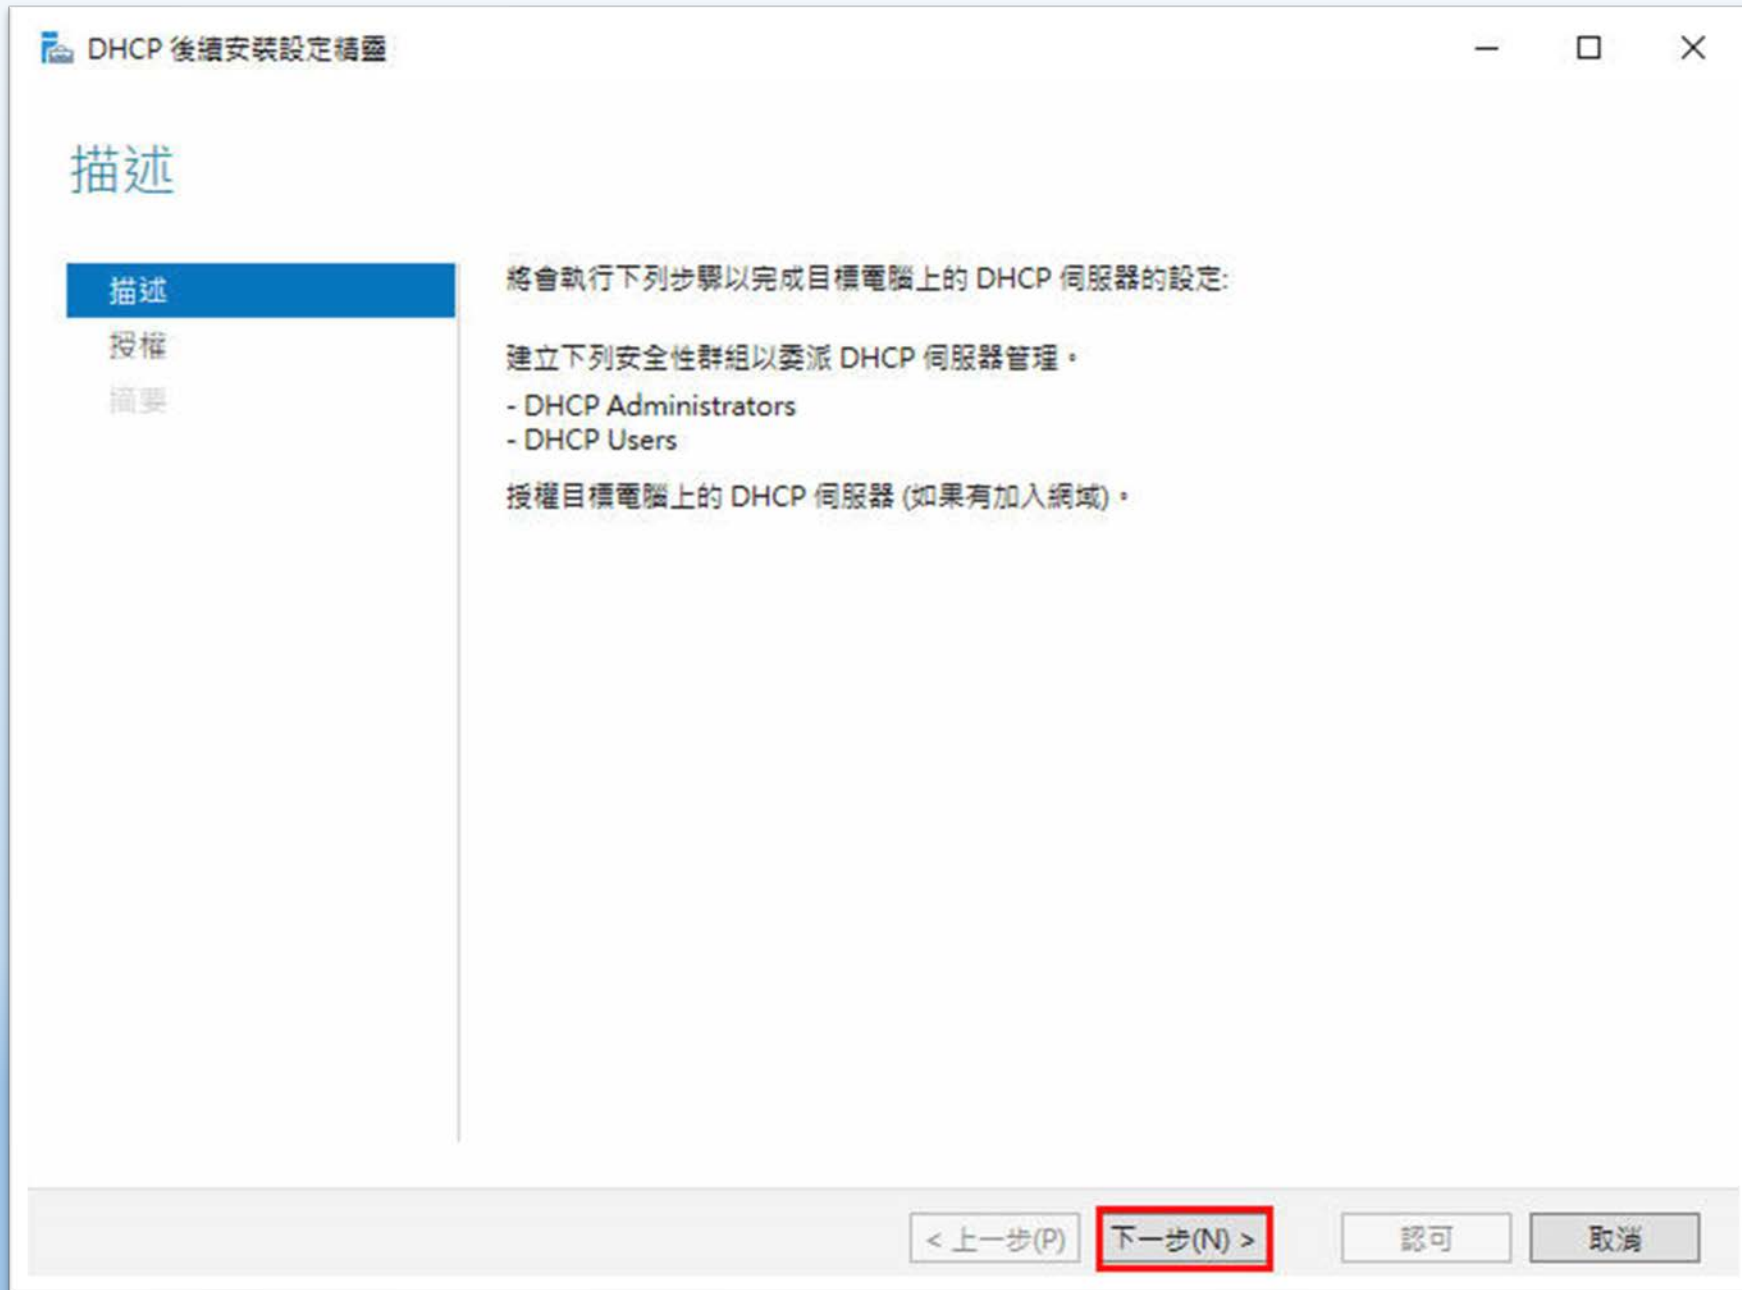 DHCP 後續安裝設定精靈
描述
描述
授權
摘要
將會執行下列步驟以完成目標電腦上的 DHCP 伺服器的設定:
建立下列安全性群組以委派 DHCP 伺服器管理。
- DHCP Administrators
- DHCP Users
授權目標電腦上的 DHCP 伺服器 (如果有加入網域)。
< 上一步(P)
下一步(N) >
認可
取消